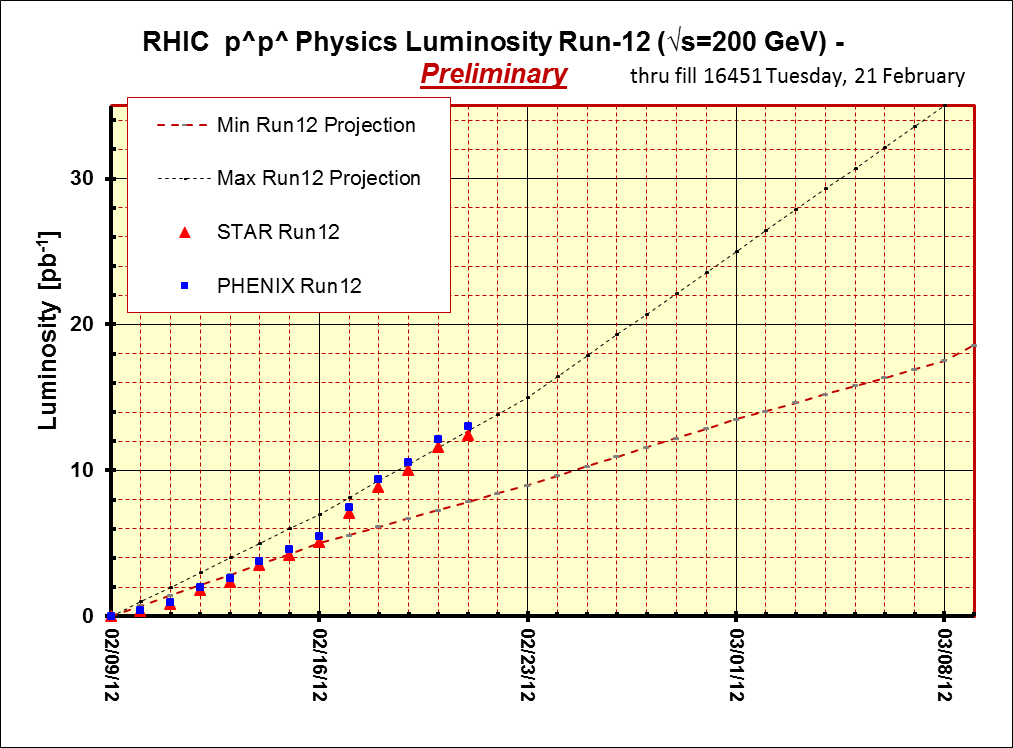 RHIC p^p^ Physics Luminosity Run-12 (√s=200 GeV) -
Preliminary thru fill 16451 Tuesday, 21 February
Min Run12 Projection
Max Run12 Projection
STAR Run12
PHENIX Run12
Luminosity [pb-1]
30
20
10
0
02/09/12
02/16/12
02/23/12
03/01/12
03/08/12